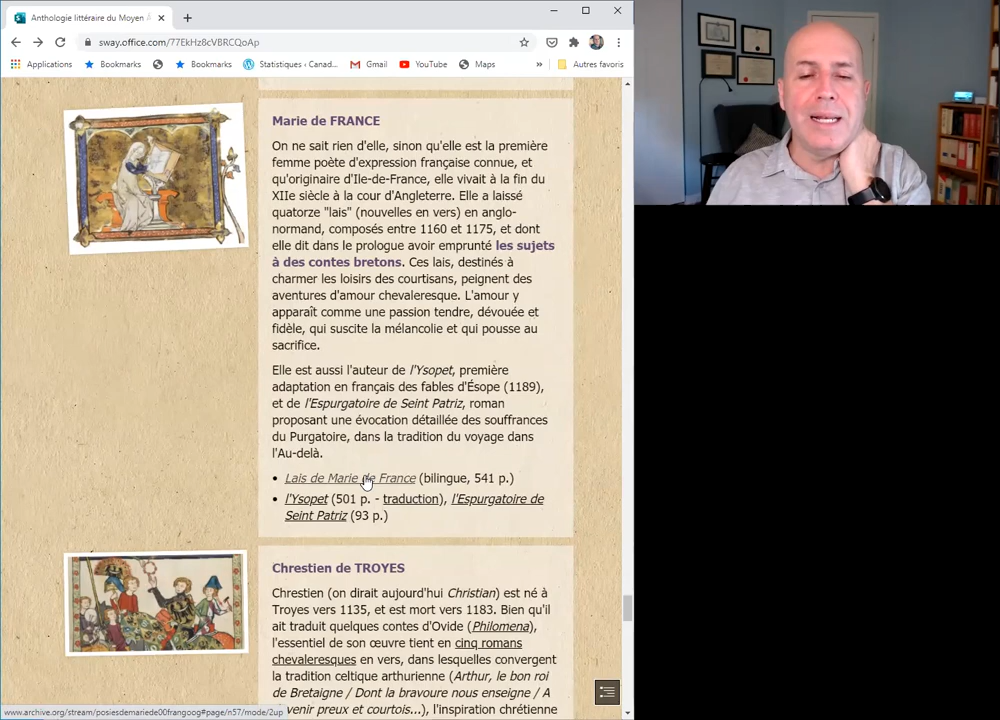 Anthologie littéraire du Moyen Â
sway.office.com/77EkHz8cVBRCQoAp
Applications Bookmarks Bookmarks Statistiques ‹ Canad... Gmail YouTube Maps » Autres favoris
Marie de FRANCE
On ne sait rien d'elle, sinon qu'elle est la première
femme poète d'expression française connue, et
qu'originaire d'Ile-de-France, elle vivait à la fin du
XIIe siècle à la cour d'Angleterre. Elle a laissé
quatorze "lais" (nouvelles en vers) en anglo-
normand, composés entre 1160 et 1175, et dont
elle dit dans le prologue avoir emprunté les sujets
à des contes bretons. Ces lais, destinés à
charmer les loisirs des courtisans, peignent des
aventures d'amour chevaleresque. L'amour y
apparaît comme une passion tendre, dévouée et
fidèle, qui suscite la mélancolie et qui pousse au
sacrifice.
Elle est aussi l'auteur de l'Ysopet, première
adaptation en français des fables d'Ésope (1189),
et de l'Espurgatoire de Seint Patriz, roman
proposant une évocation détaillée des souffrances
du Purgatoire, dans la tradition du voyage dans
l'Au-delà.
• Lais de Marie de France (bilingue, 541 p.)
• l'Ysopet (501 p. - traduction), l'Espurgatoire de
Seint Patriz (93 p.)
Chrestien de TROYES
Chrestien (on dirait aujourd'hui Christian) est né à
Troyes vers 1135, et est mort vers 1183. Bien qu'il
ait traduit quelques contes d'Ovide (Philomena),
l'essentiel de son œuvre tient en cinq romans
chevaleresques en vers, dans lesquelles convergent
la tradition celtique arthurienne (Arthur, le bon roi
de Bretaigne / Dont la bravoure nous enseigne / A
venir preux et courtois...), l'inspiration chrétienne
www.archive.org/stream/posiesdemariede00frangoog#page/n57/mode/2up